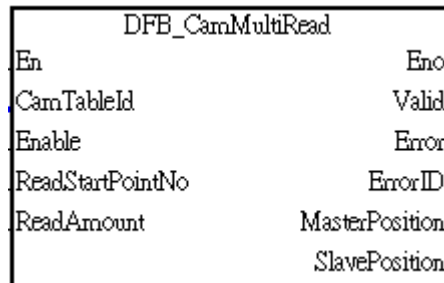 DFB_CamMultiRead
En Eno
CamTableId Valid
Enable Error
ReadStartPointNo ErrorID
ReadAmount MasterPosition
SlavePosition